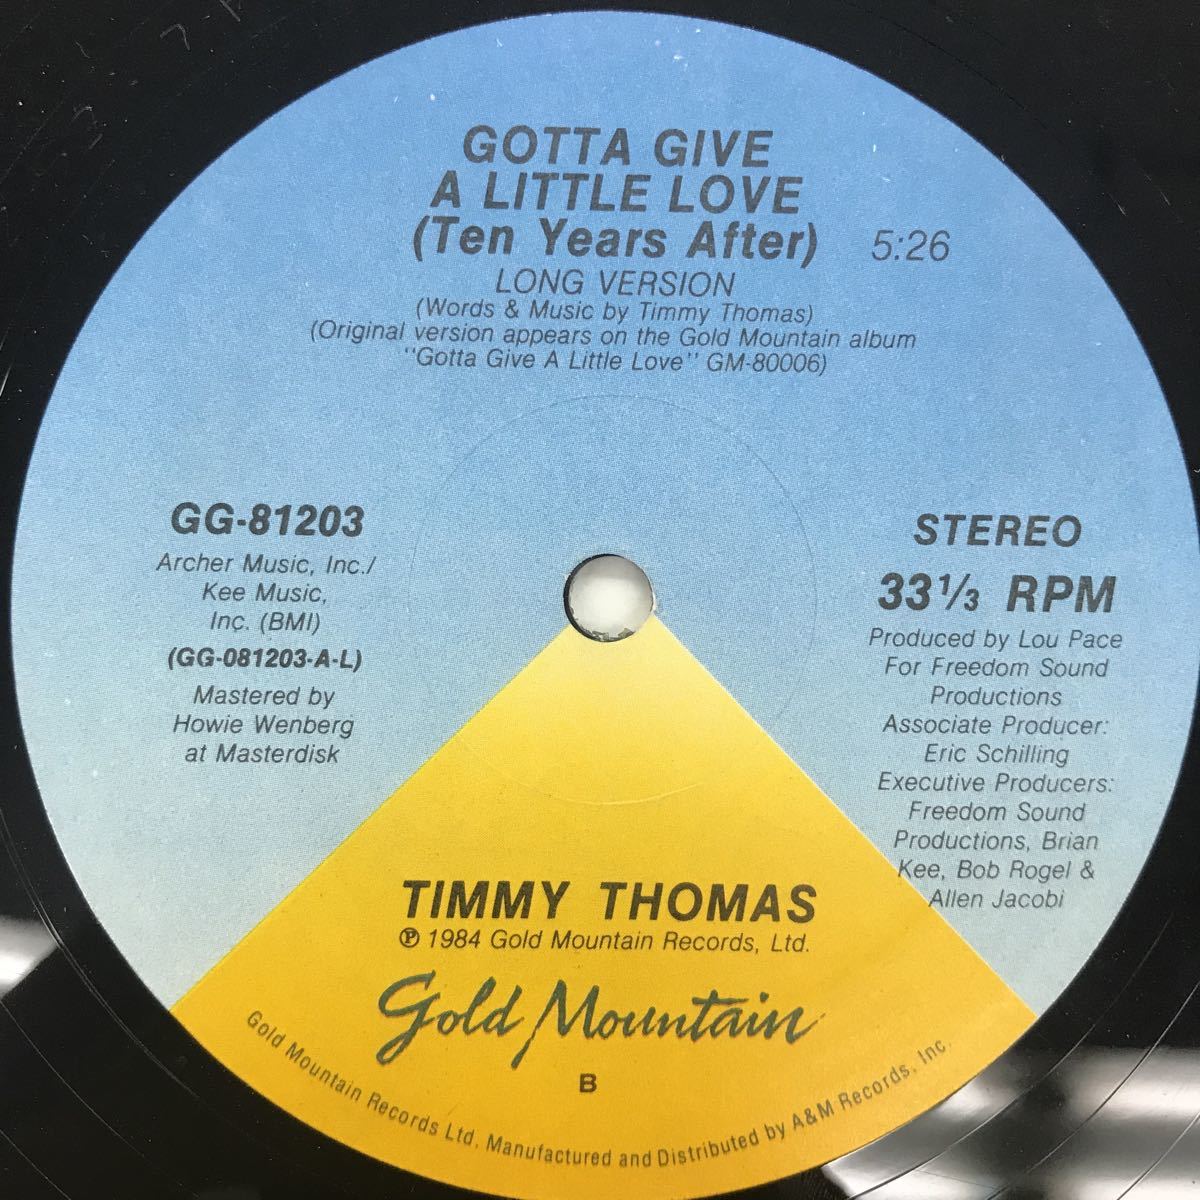 GOTTA GIVE
A LITTLE LOVE
(Ten Years After) 5:26
LONG VERSION
(Words & Music by Timmy Thomas)
(Original version appears on the Gold Mountain album
"Gotta Give A Little Love" GM-80006)
GG-81203
Archer Music, Inc./
Kee Music,
Inc. (BMI)
(GG-081203-A-L)
Mastered by
Howie Wenberg
at Masterdisk
STEREO
33⅓ RPM
Produced by Lou Pace
For Freedom Sound
Productions
Associate Producer:
Eric Schilling
Executive Producers:
Freedom Sound
Productions, Brian
Kee, Bob Rogel &
Allen Jacobi
TIMMY THOMAS
℗ 1984 Gold Mountain Records, Ltd.
Gold Mountain
B
Gold Mountain Records Ltd. Manufactured and Distributed by A&M Records, Inc.